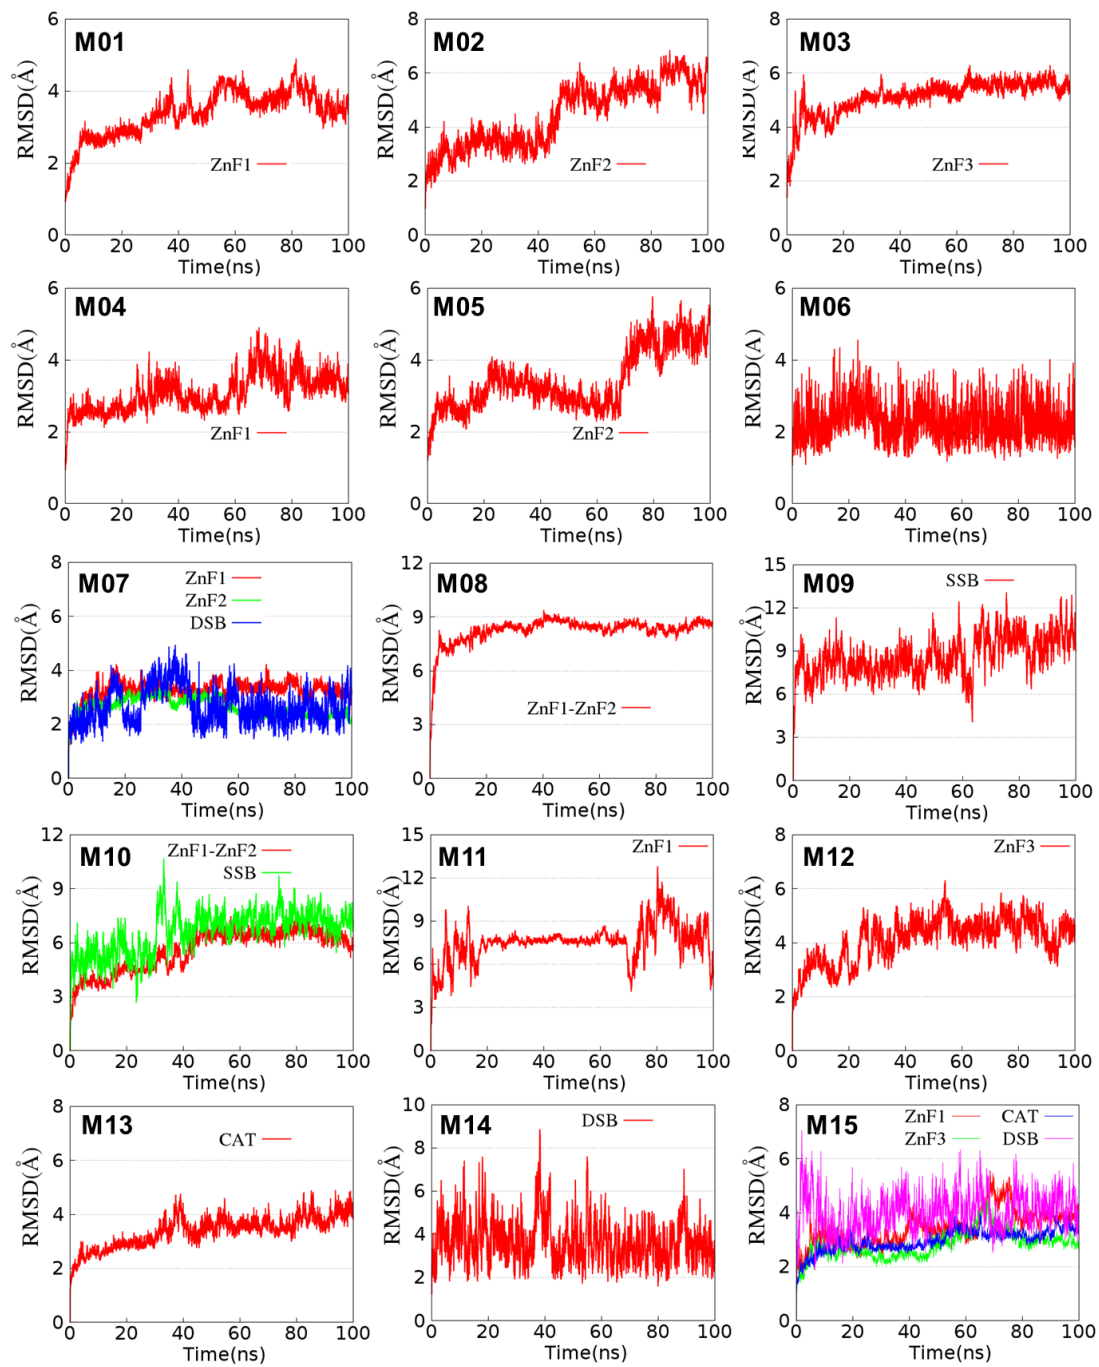 M01
RMSD(Å)
6
4
2
0
ZnF1
0 20 40 60 80 100
Time(ns)
M02
RMSD(Å)
8
6
4
2
0
ZnF2
0 20 40 60 80 100
Time(ns)
M03
RMSD(Å)
8
6
4
2
0
ZnF3
0 20 40 60 80 100
Time(ns)
M04
RMSD(Å)
6
4
2
0
ZnF1
0 20 40 60 80 100
Time(ns)
M05
RMSD(Å)
6
4
2
0
ZnF2
0 20 40 60 80 100
Time(ns)
M06
RMSD(A)
6
4
2
0
0 20 40 60 80 100
Time(ns)
M07
RMSD(Å)
8
6
4
2
0
ZnF1
ZnF2
DSB
0 20 40 60 80 100
Time(ns)
M08
RMSD(Å)
12
9
6
3
0
ZnF1-ZnF2
0 20 40 60 80 100
Time(ns)
M09
RMSD(Å)
15
12
9
6
3
0
SSB
0 20 40 60 80 100
Time(ns)
M10
RMSD(Å)
12
9
6
3
0
ZnF1-ZnF2
SSB
0 20 40 60 80 100
Time(ns)
M11
RMSD(Å)
15
12
9
6
3
0
ZnF1
0 20 40 60 80 100
Time(ns)
M12
RMSD(Å)
8
6
4
2
0
ZnF3
0 20 40 60 80 100
Time(ns)
M13
RMSD(Å)
8
6
4
2
0
CAT
0 20 40 60 80 100
Time(ns)
M14
RMSD(Å)
10
8
6
4
2
0
DSB
0 20 40 60 80 100
Time(ns)
M15
RMSD(Å)
8
6
4
2
0
ZnF1 CAT
ZnF3 DSB
0 20 40 60 80 100
Time(ns)